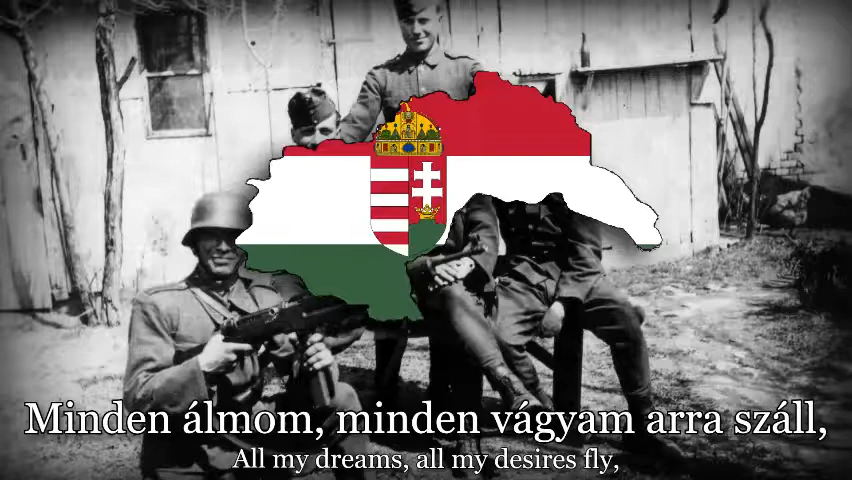 Minden álmom, minden vágyam arra száll,
All my dreams, all my desires fly,